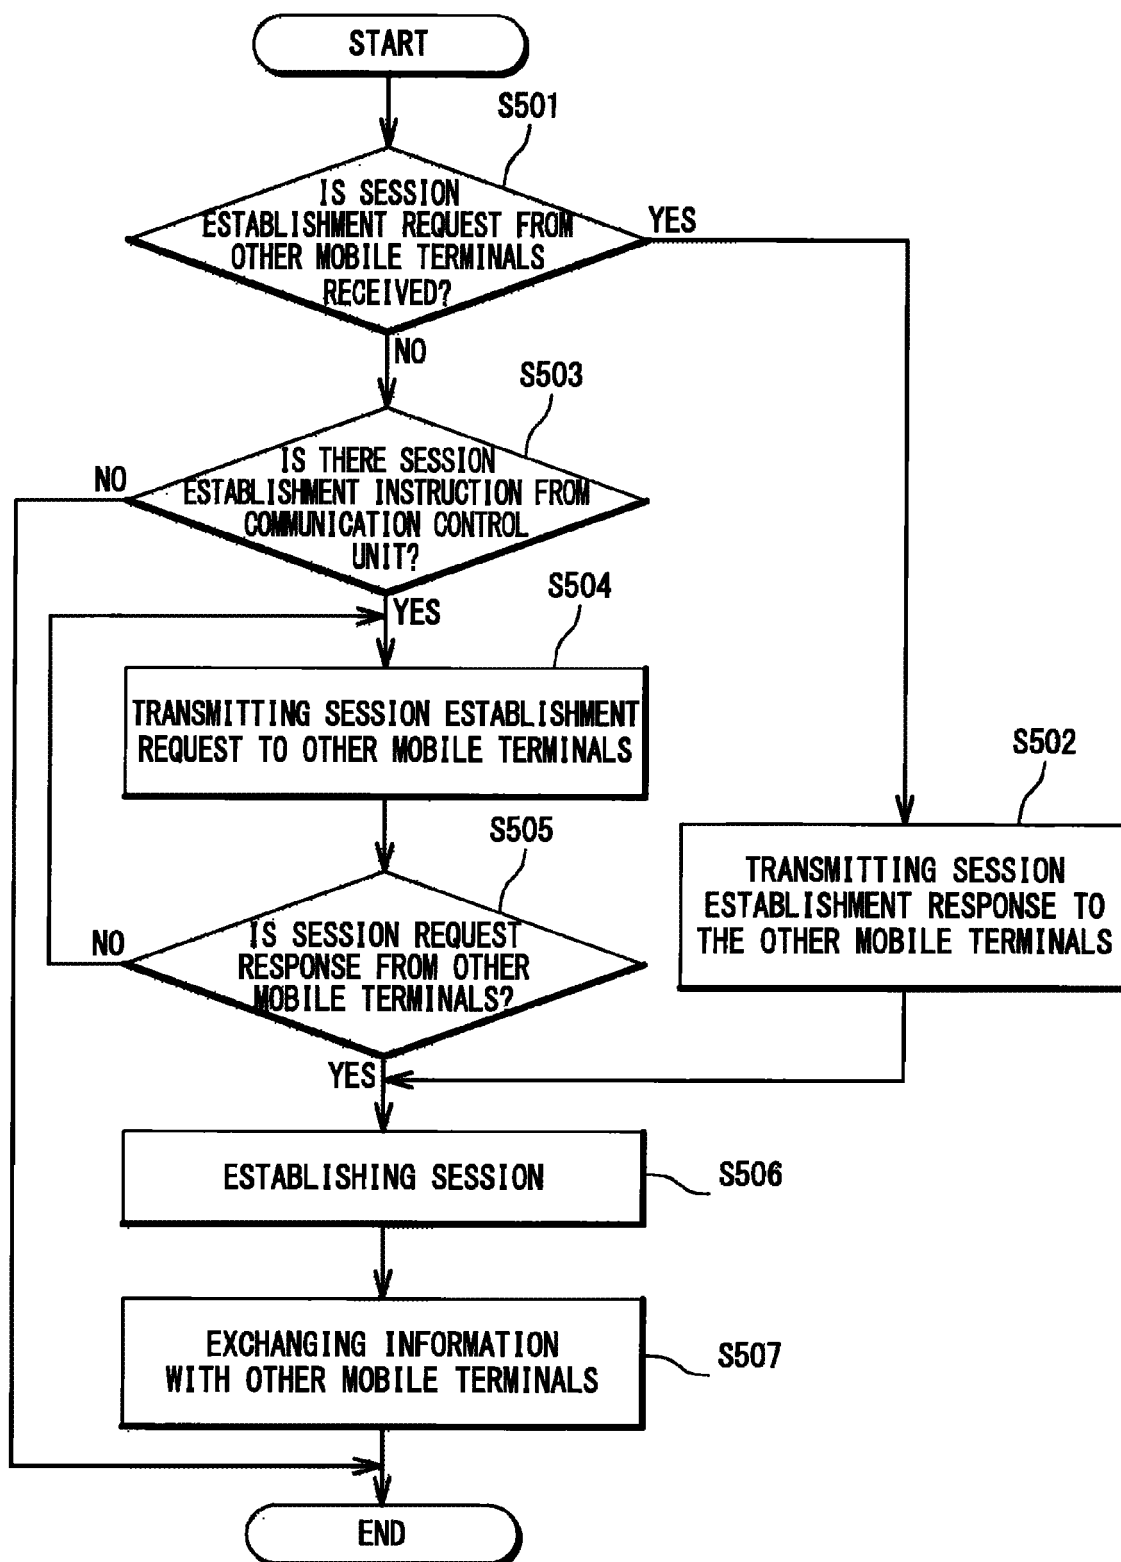 START
S501
IS SESSION
ESTABLISHMENT REQUEST FROM
OTHER MOBILE TERMINALS
RECEIVED?
YES
NO
S503
IS THERE SESSION
ESTABLISHMENT INSTRUCTION FROM
COMMUNICATION CONTROL
UNIT?
NO
YES
S504
TRANSMITTING SESSION ESTABLISHMENT
REQUEST TO OTHER MOBILE TERMINALS
S502
TRANSMITTING SESSION
ESTABLISHMENT RESPONSE TO
THE OTHER MOBILE TERMINALS
S505
IS SESSION REQUEST
RESPONSE FROM OTHER
MOBILE TERMINALS?
NO
YES
ESTABLISHING SESSION
S506
EXCHANGING INFORMATION
WITH OTHER MOBILE TERMINALS
S507
END